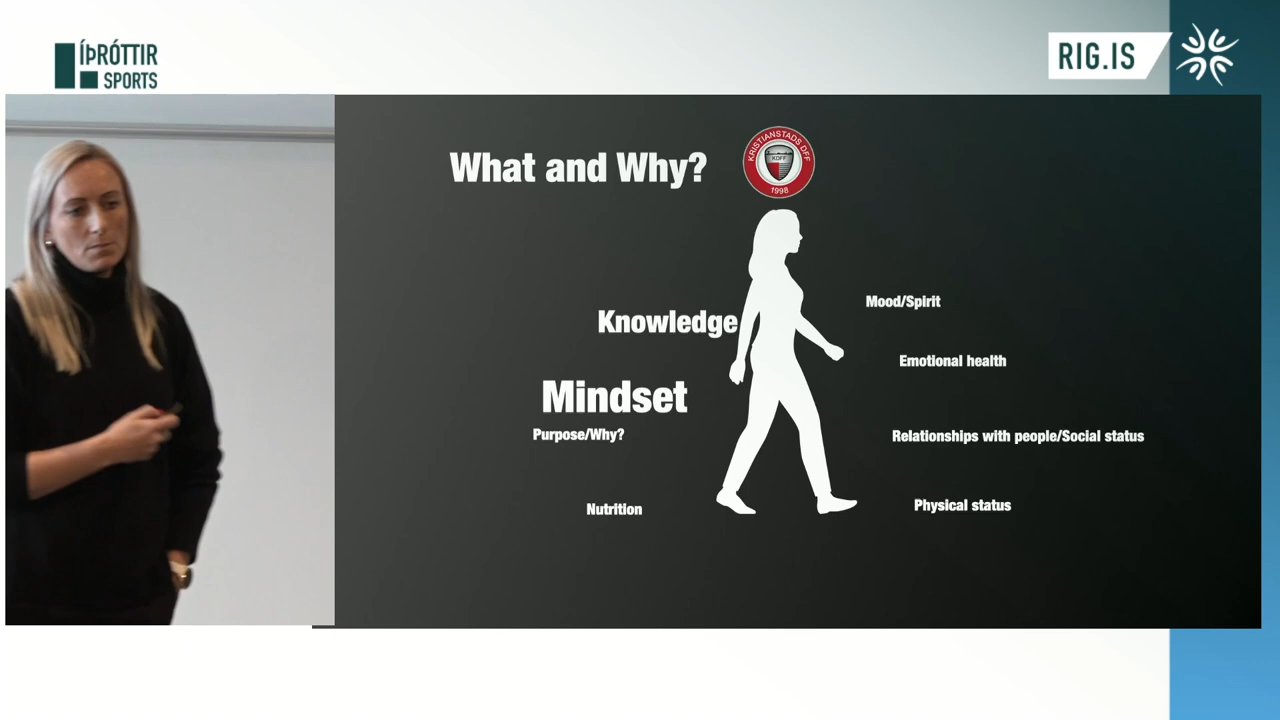 ÍÞRÓTTIR
SPORTS
RIG.IS
What and Why?
KRISTIANSTADS DFF
KDFF
1998
Mood/Spirit
Knowledge
Emotional health
Mindset
Purpose/Why?
Relationships with people/Social status
Nutrition
Physical status